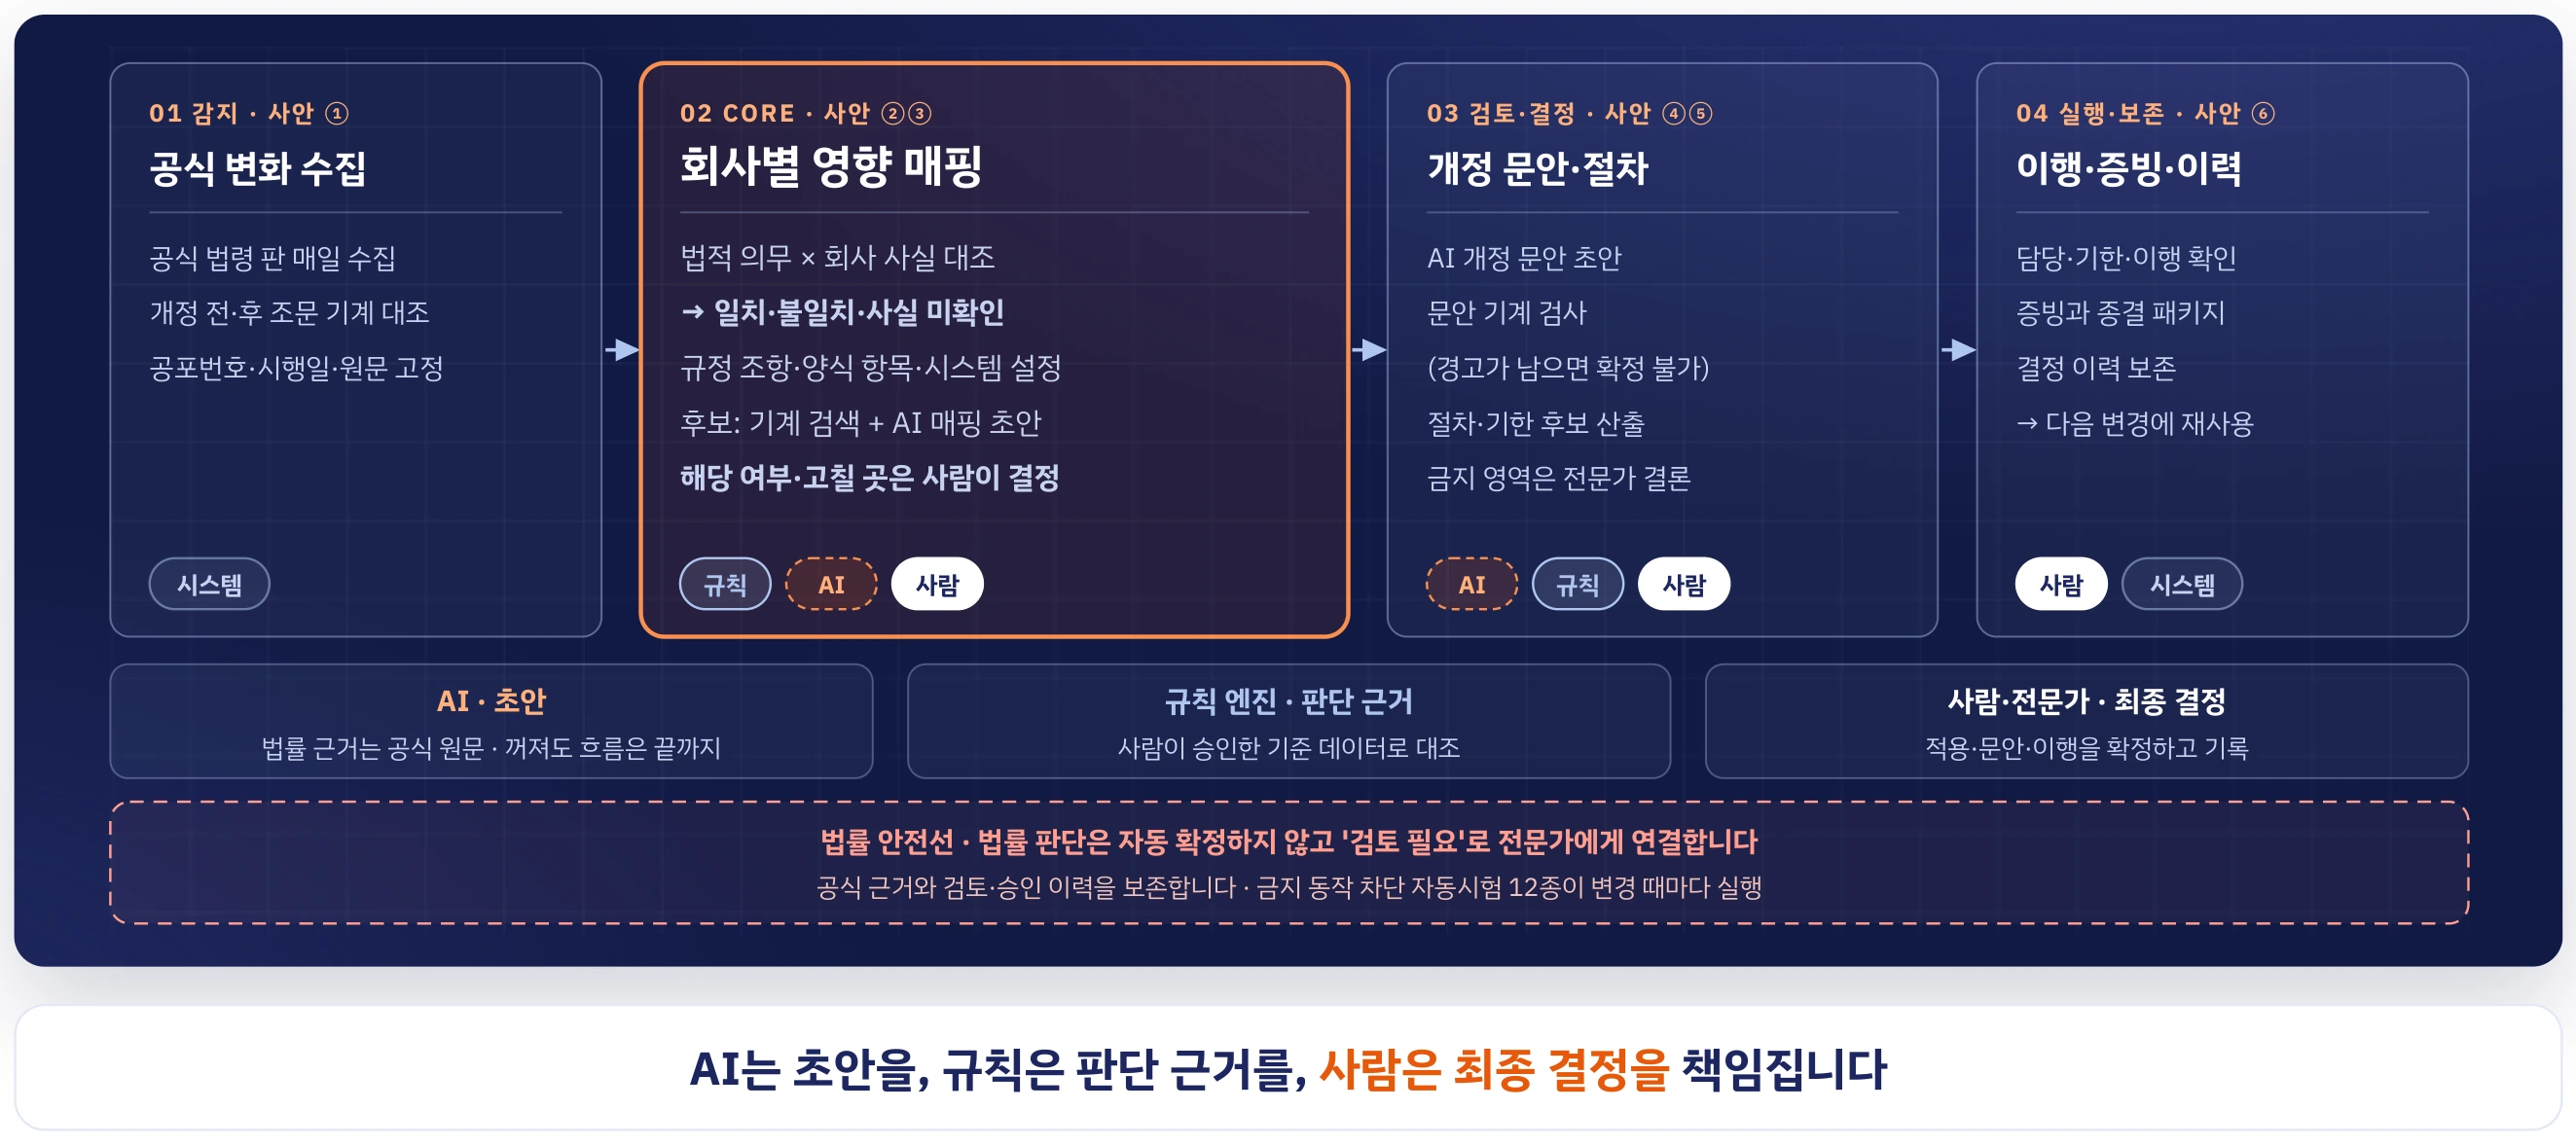 01 감지 · 사안 ①
공식 변화 수집
공식 법령 판 매일 수집
개정 전·후 조문 기계 대조
공포번호·시행일·원문 고정
시스템
02 CORE · 사안 ②③
회사별 영향 매핑
법적 의무 × 회사 사실 대조
→ 일치·불일치·사실 미확인
규정 조항·양식 항목·시스템 설정
후보: 기계 검색 + AI 매핑 초안
해당 여부·고칠 곳은 사람이 결정
규칙 AI 사람
03 검토·결정 · 사안 ④⑤
개정 문안·절차
AI 개정 문안 초안
문안 기계 검사
(경고가 남으면 확정 불가)
절차·기한 후보 산출
금지 영역은 전문가 결론
AI 규칙 사람
04 실행·보존 · 사안 ⑥
이행·증빙·이력
담당·기한·이행 확인
증빙과 종결 패키지
결정 이력 보존
→ 다음 변경에 재사용
사람 시스템
AI · 초안
법률 근거는 공식 원문 · 꺼져도 흐름은 끝까지
규칙 엔진 · 판단 근거
사람이 승인한 기준 데이터로 대조
사람·전문가 · 최종 결정
적용·문안·이행을 확정하고 기록
법률 안전선 · 법률 판단은 자동 확정하지 않고 '검토 필요'로 전문가에게 연결합니다
공식 근거와 검토·승인 이력을 보존합니다 · 금지 동작 차단 자동시험 12종이 변경 때마다 실행
AI는 초안을, 규칙은 판단 근거를, 사람은 최종 결정을 책임집니다